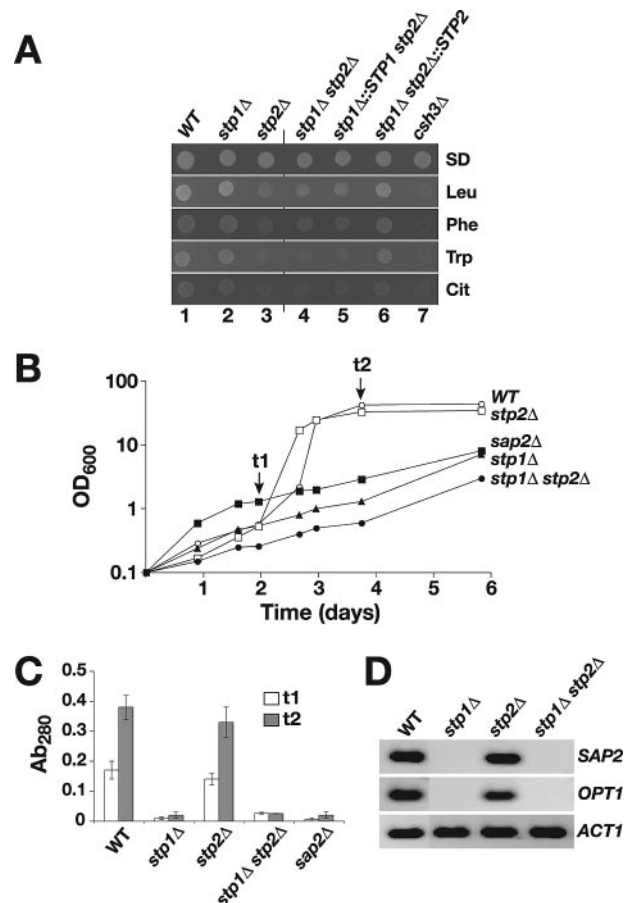 A
WT
stp1Δ
stp2Δ
stp1Δ stp2Δ
stp1Δ::STP1 stp2Δ
stp1Δ stp2Δ::STP2
csh3Δ
SD
Leu
Phe
Trp
Cit
1 2 3 4 5 6 7
B
100
10
1
0.1
OD600
t1
t2
WT
stp2Δ
sap2Δ
stp1Δ
stp1Δ stp2Δ
1 2 3 4 5 6
Time (days)
C
0.5
0.4
0.3
0.2
0.1
0
Ab280
t1
t2
WT
stp1Δ
stp2Δ
stp1Δ stp2Δ
sap2Δ
D
WT
stp1Δ
stp2Δ
stp1Δ stp2Δ
SAP2
OPT1
ACT1